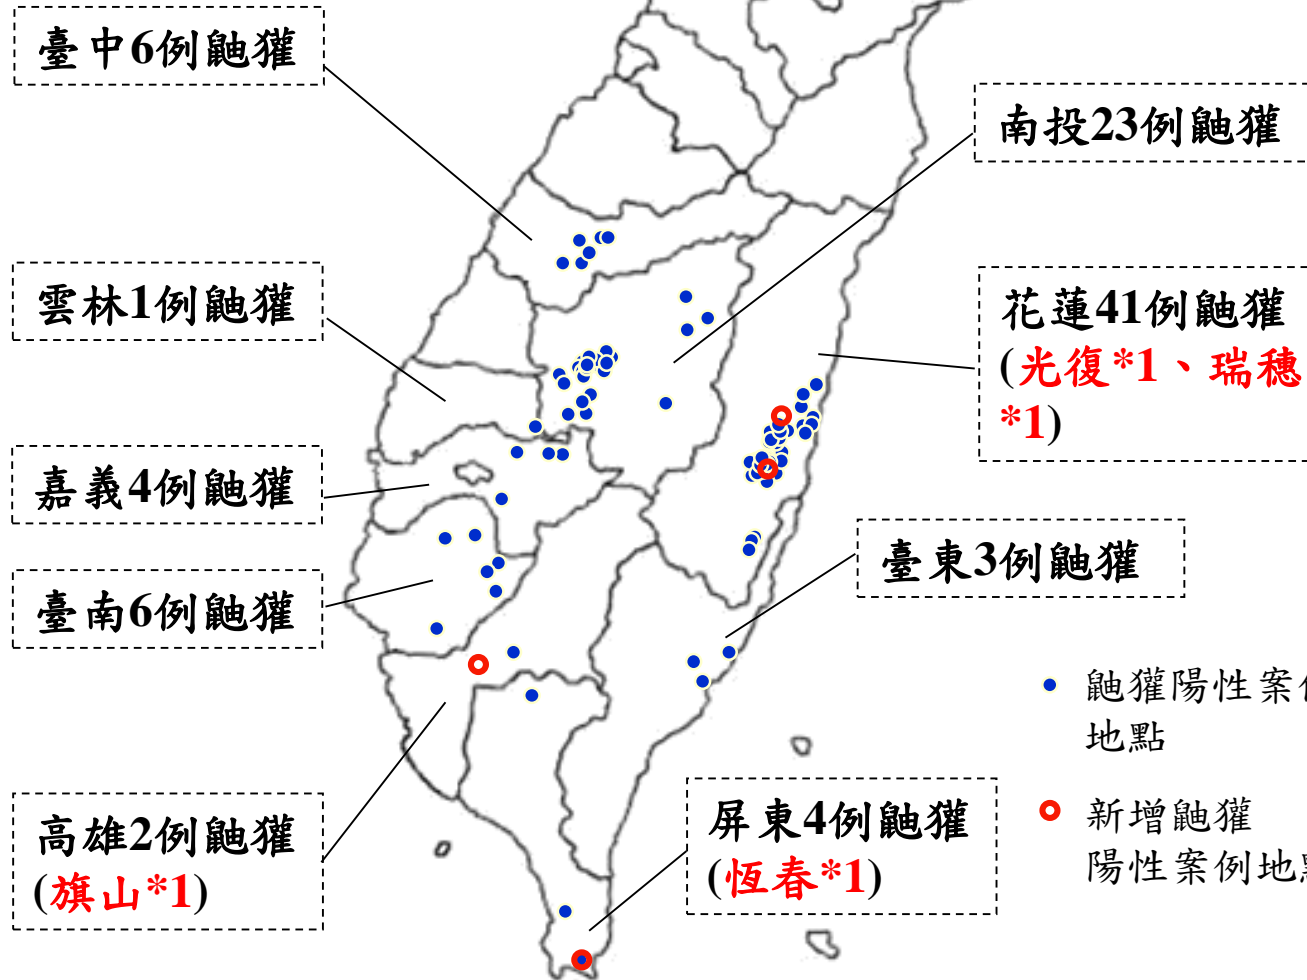 臺中6例鼬獾
南投23例鼬獾
雲林1例鼬獾
花蓮41例鼬獾
(光復*1、瑞穗
*1)
嘉義4例鼬獾
臺東3例鼬獾
臺南6例鼬獾
鼬獾陽性案例
地點
高雄2例鼬獾
(旗山*1)
屏東4例鼬獾
(恆春*1)
新增鼬獾
陽性案例地點